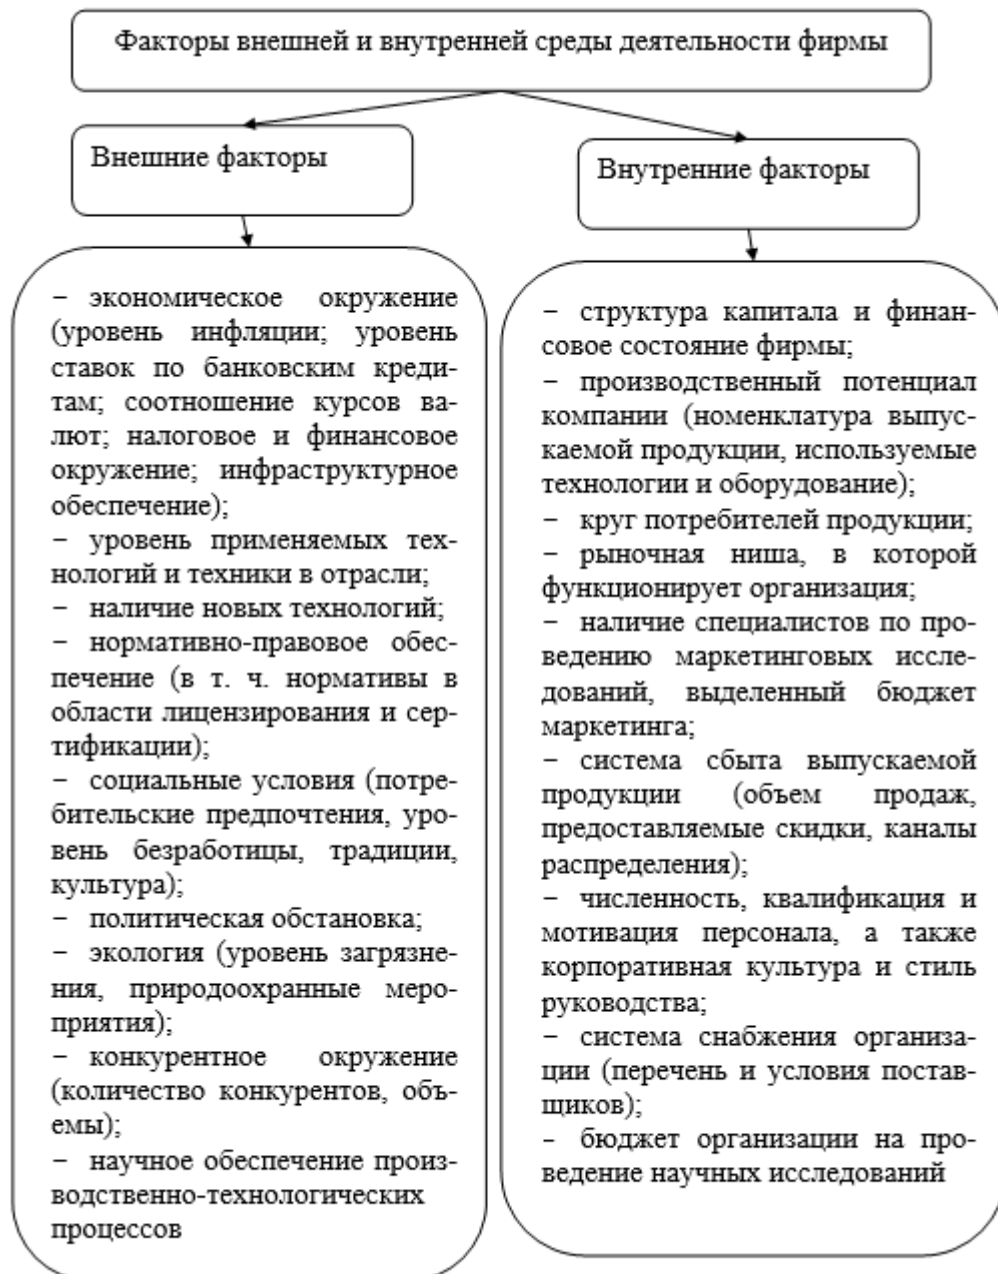 Факторы внешней и внутренней среды деятельности фирмы
Внешние факторы
Внутренние факторы
− экономическое окружение
(уровень инфляции; уровень
ставок по банковским креди-
там; соотношение курсов ва-
лют; налоговое и финансовое
окружение; инфраструктурное
обеспечение);
− уровень применяемых тех-
нологий и техники в отрасли;
− наличие новых технологий;
− нормативно-правовое обес-
печение (в т. ч. нормативы в
области лицензирования и сер-
тификации);
− социальные условия (потре-
бительские предпочтения, уро-
вень безработицы, традиции,
культура);
− политическая обстановка;
− экология (уровень загрязне-
ния, природоохранные меро-
приятия);
− конкурентное окружение
(количество конкурентов, объ-
емы);
− научное обеспечение произ-
водственно-технологических
процессов
− структура капитала и финан-
совое состояние фирмы;
− производственный потенциал
компании (номенклатура выпус-
каемой продукции, используемые
технологии и оборудование);
− круг потребителей продукции;
− рыночная ниша, в которой
функционирует организация;
− наличие специалистов по про-
ведению маркетинговых иссле-
дований, выделенный бюджет
маркетинга;
− система сбыта выпускаемой
продукции (объем продаж,
предоставляемые скидки, каналы
распределения);
− численность, квалификация и
мотивация персонала, а также
корпоративная культура и стиль
руководства;
− система снабжения организа-
ции (перечень и условия постав-
щиков);
- бюджет организации на про-
ведение научных исследований